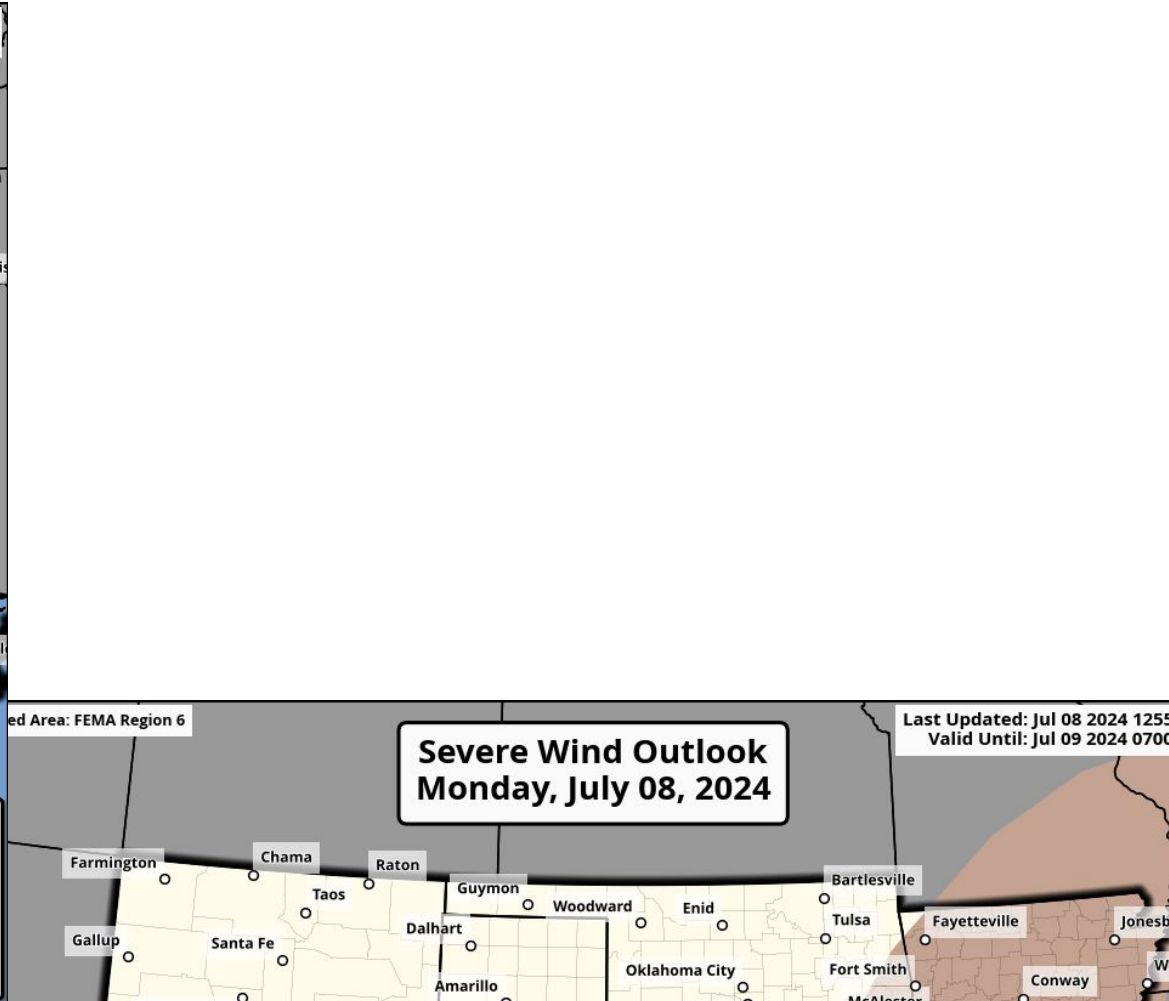 ed Area: FEMA Region 6
Severe Wind Outlook
Monday, July 08, 2024
Last Updated: Jul 08 2024 1255
Valid Until: Jul 09 2024 0700
Farmington
Chama
Raton
Taos
Guymon
Woodward
Enid
Bartlesville
Tulsa
Fayetteville
Jonesb
Gallup
Santa Fe
Dalhart
Oklahoma City
Fort Smith
Conway
Amarillo
McAlester